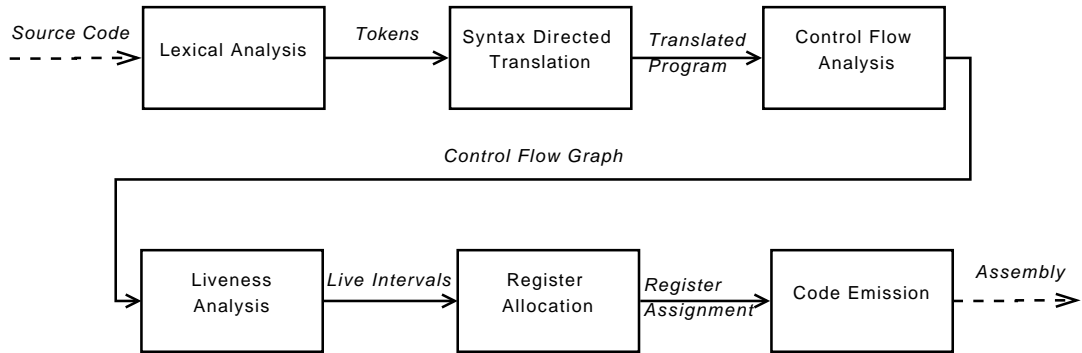 Source Code
Lexical Analysis
Tokens
Syntax Directed
Translation
Translated
Program
Control Flow
Analysis
Control Flow Graph
Liveness
Analysis
Live Intervals
Register
Allocation
Register
Assignment
Code Emission
Assembly